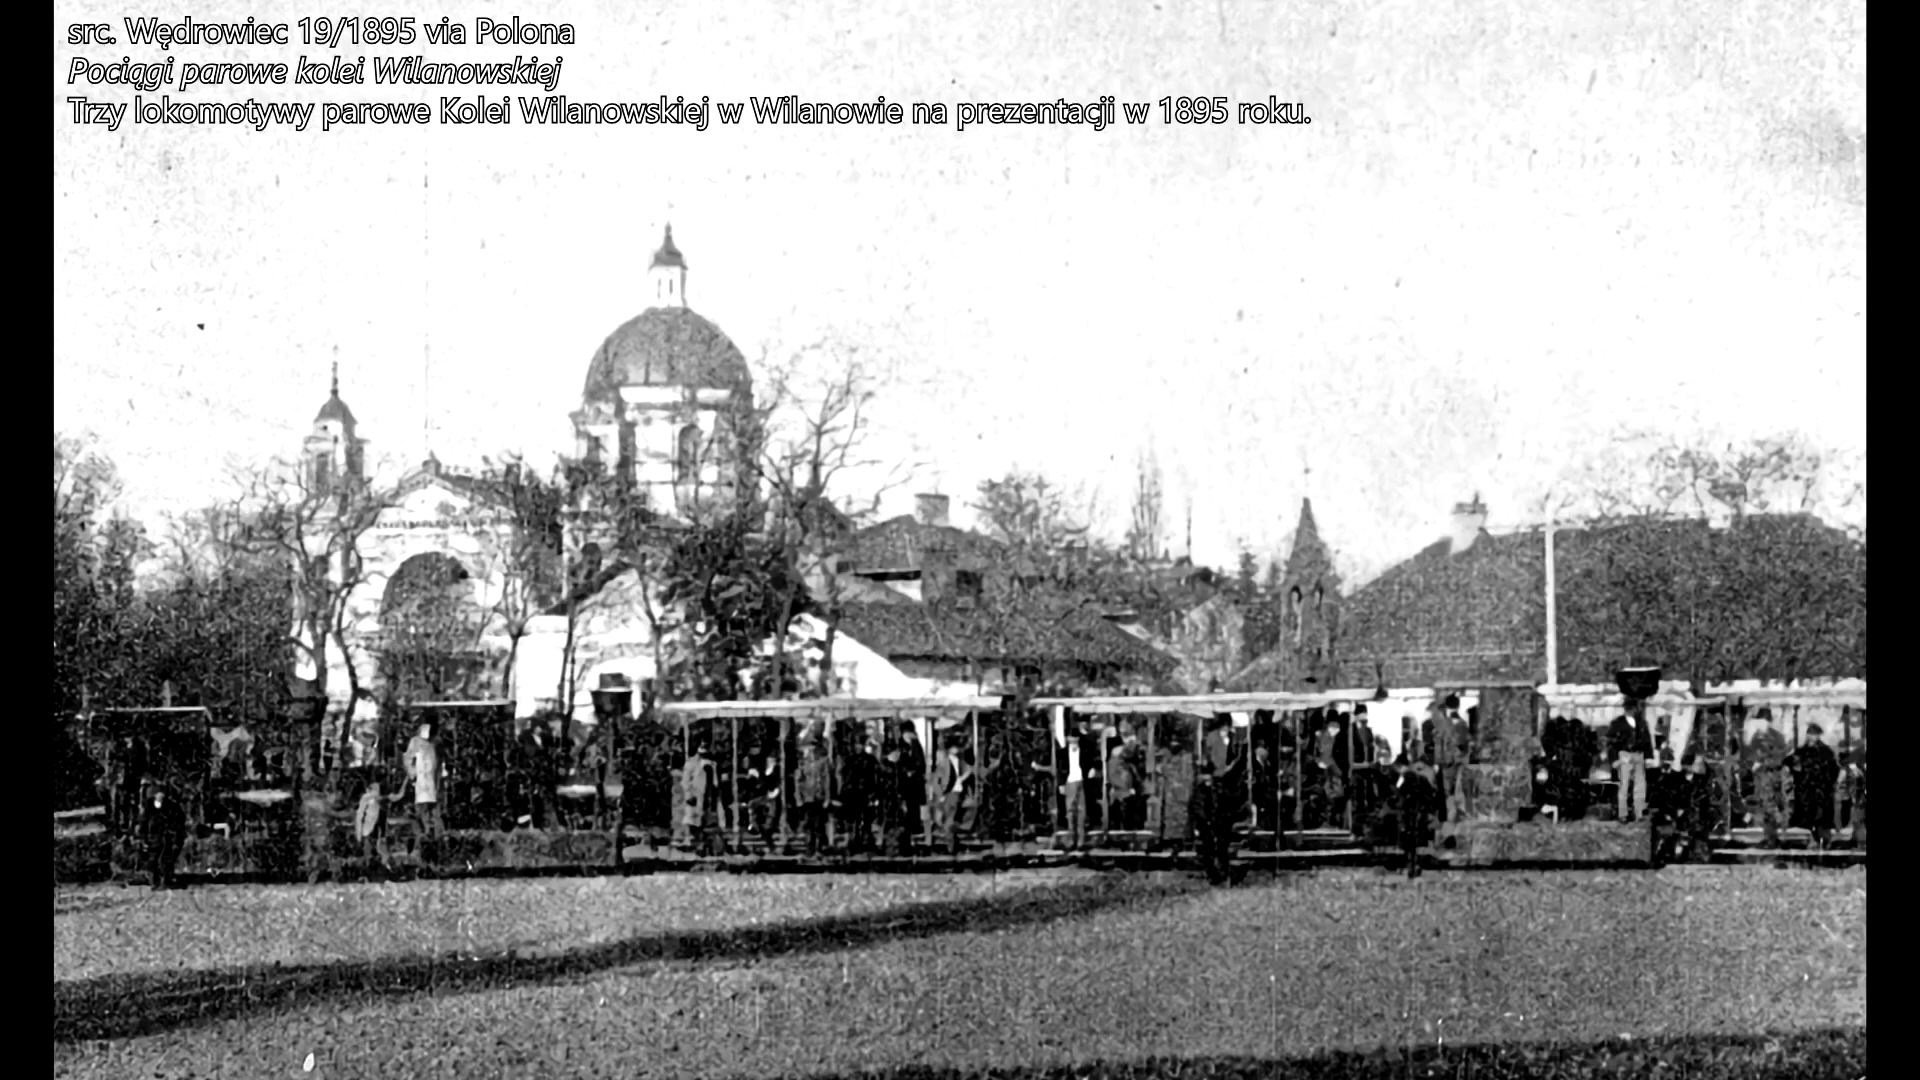 src. Wędrowiec 19/1895 via Polona
Pociągi parowe kolei Wilanowskiej
Trzy lokomotywy parowe Kolei Wilanowskiej w Wilanowie na prezentacji w 1895 roku.